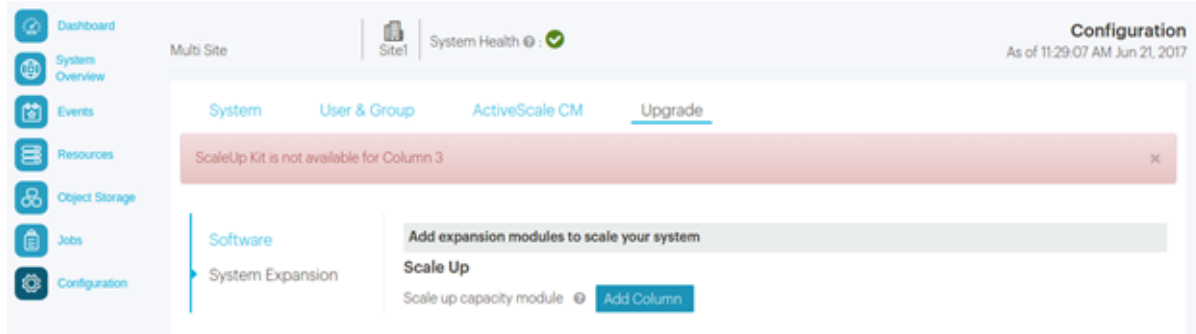 Dashboard
System
Overview
Events
Resources
Object Storage
Jobs
Configuration
Multi Site
Site1
System Health :
Configuration
As of 11:29:07 AM Jun 21, 2017
System User & Group ActiveScale CM Upgrade
ScaleUp Kit is not available for Column 3 ×
Software
System Expansion
Add expansion modules to scale your system
Scale Up
Scale up capacity module Add Column